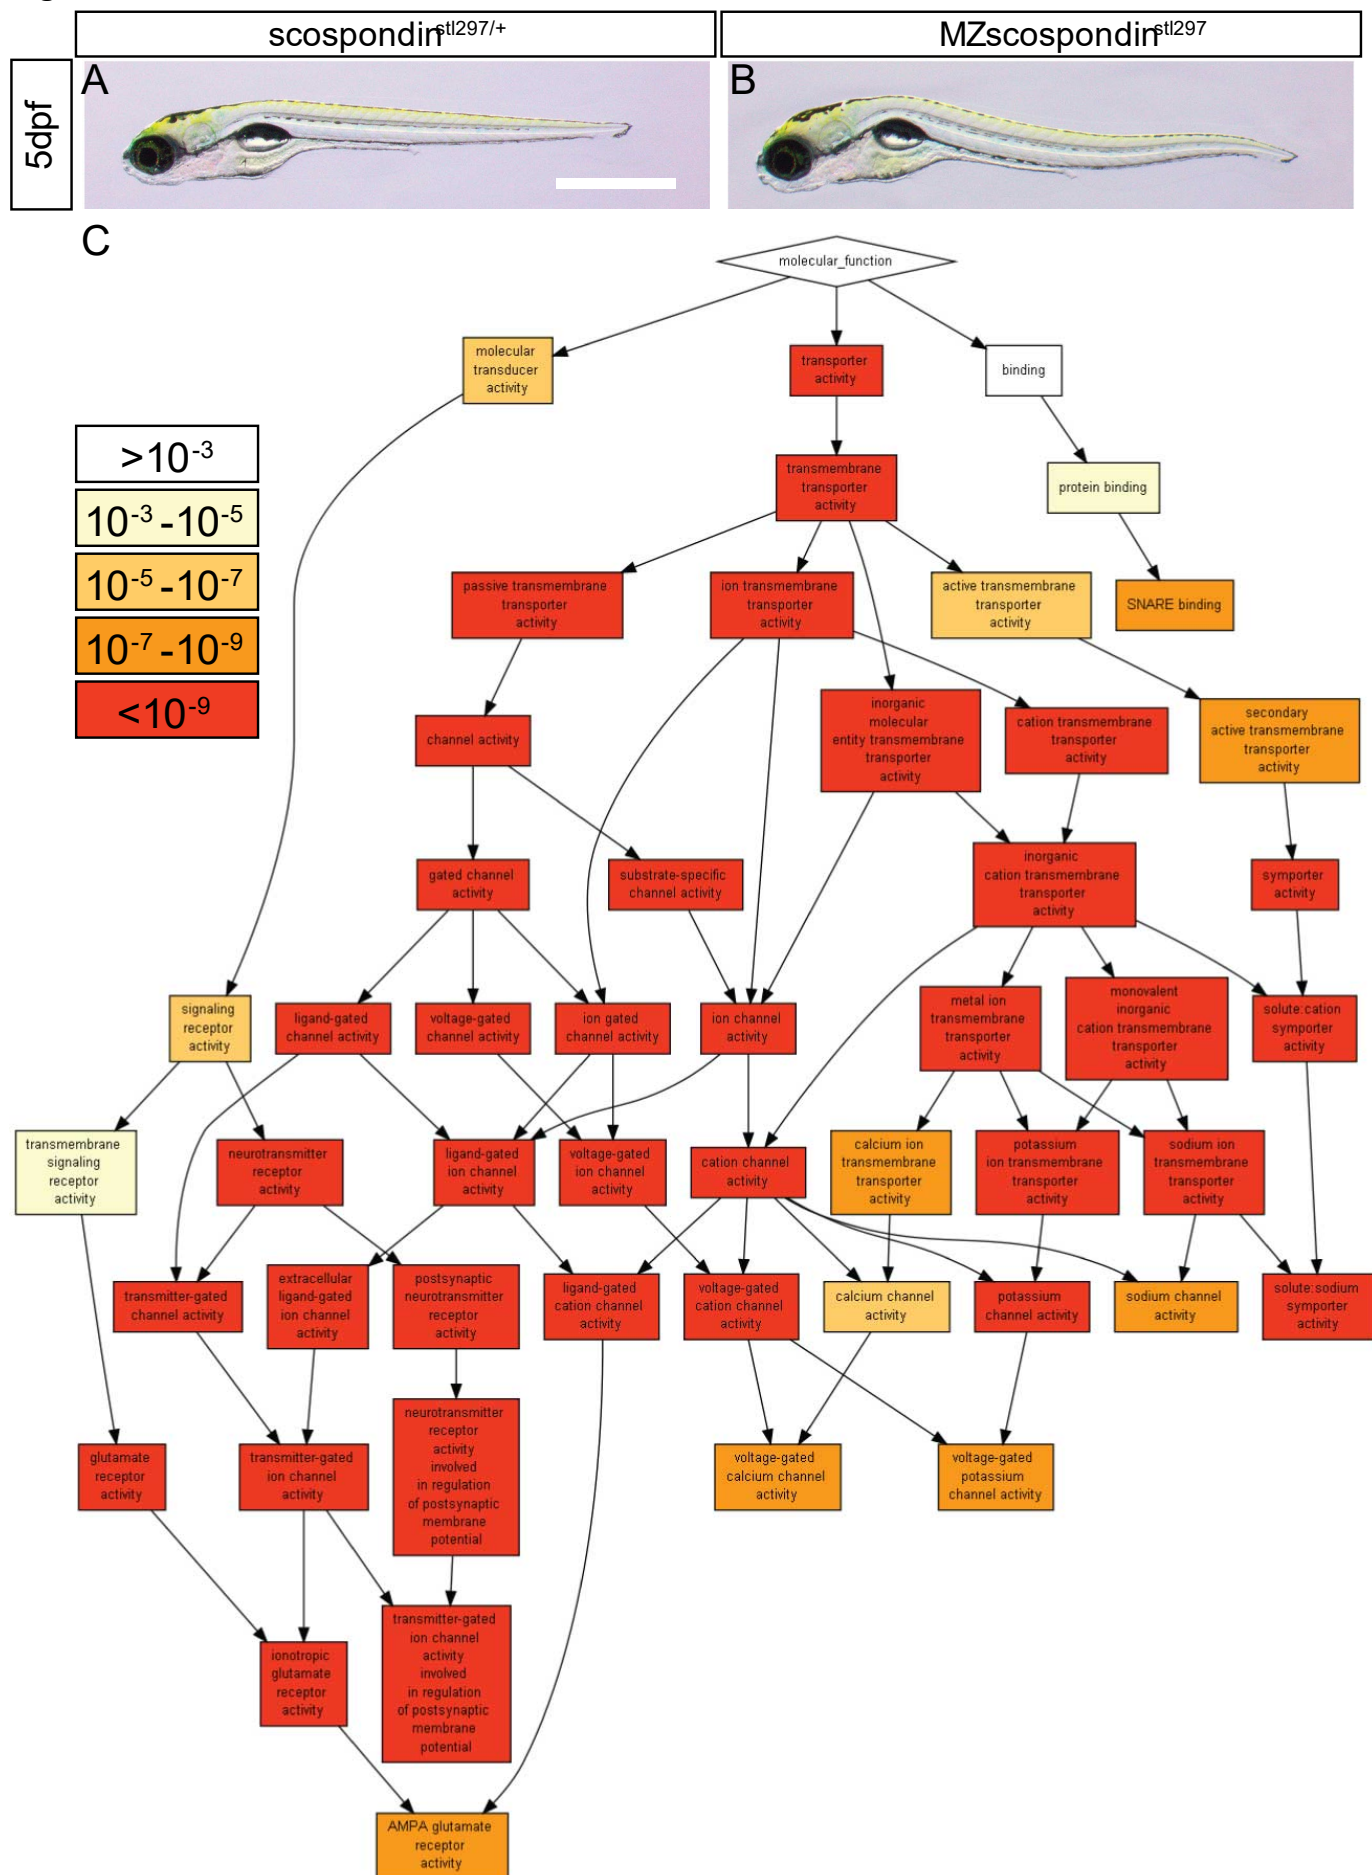 scospondin^stl297/+
MZscospondin^stl297
5dpf
A
B
C
molecular_function
molecular
transducer
activity
transporter
activity
binding
>10^-3
10^-3 -10^-5
10^-5 -10^-7
10^-7 -10^-9
<10^-9
transmembrane
transporter
activity
protein binding
passive transmembrane
transporter
activity
ion transmembrane
transporter
activity
active transmembrane
transporter
activity
SNARE binding
channel activity
inorganic
molecular
entity transmembrane
transporter
activity
cation transmembrane
transporter
activity
secondary
active transmembrane
transporter
activity
gated channel
activity
substrate-specific
channel activity
inorganic
cation transmembrane
transporter
activity
symporter
activity
signaling
receptor
activity
ligand-gated
channel activity
voltage-gated
channel activity
ion gated
channel activity
ion channel
activity
metal ion
transmembrane
transporter
activity
monovalent
inorganic
cation transmembrane
transporter
activity
solute:cation
symporter
activity
transmembrane
signaling
receptor
activity
neurotransmitter
receptor
activity
ligand-gated
ion channel
activity
voltage-gated
ion channel
activity
cation channel
activity
calcium ion
transmembrane
transporter
activity
potassium
ion transmembrane
transporter
activity
sodium ion
transmembrane
transporter
activity
transmitter-gated
channel activity
extracellular
ligand-gated
ion channel
activity
postsynaptic
neurotransmitter
receptor
activity
ligand-gated
cation channel
activity
voltage-gated
cation channel
activity
calcium channel
activity
potassium
channel activity
sodium channel
activity
solute:sodium
symporter
activity
glutamate
receptor
activity
transmitter-gated
ion channel
activity
neurotransmitter
receptor
activity
involved
in regulation
of postsynaptic
membrane
potential
voltage-gated
calcium channel
activity
voltage-gated
potassium
channel activity
ionotropic
glutamate
receptor
activity
transmitter-gated
ion channel
activity
involved
in regulation
of postsynaptic
membrane
potential
AMPA glutamate
receptor
activity